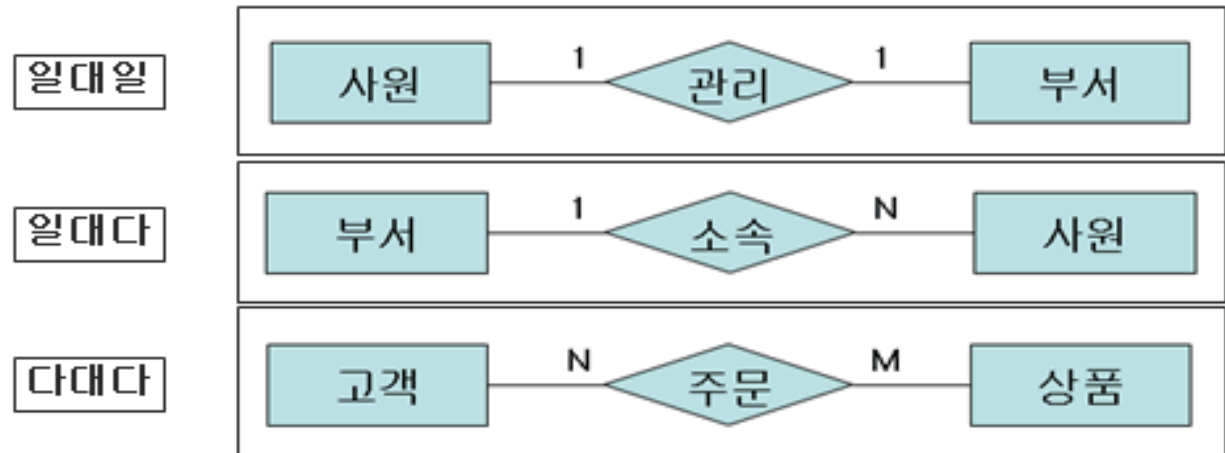 일대일
사원 1 관리 1 부서
일대다
부서 1 소속 N 사원
다대다
고객 N 주문 M 상품